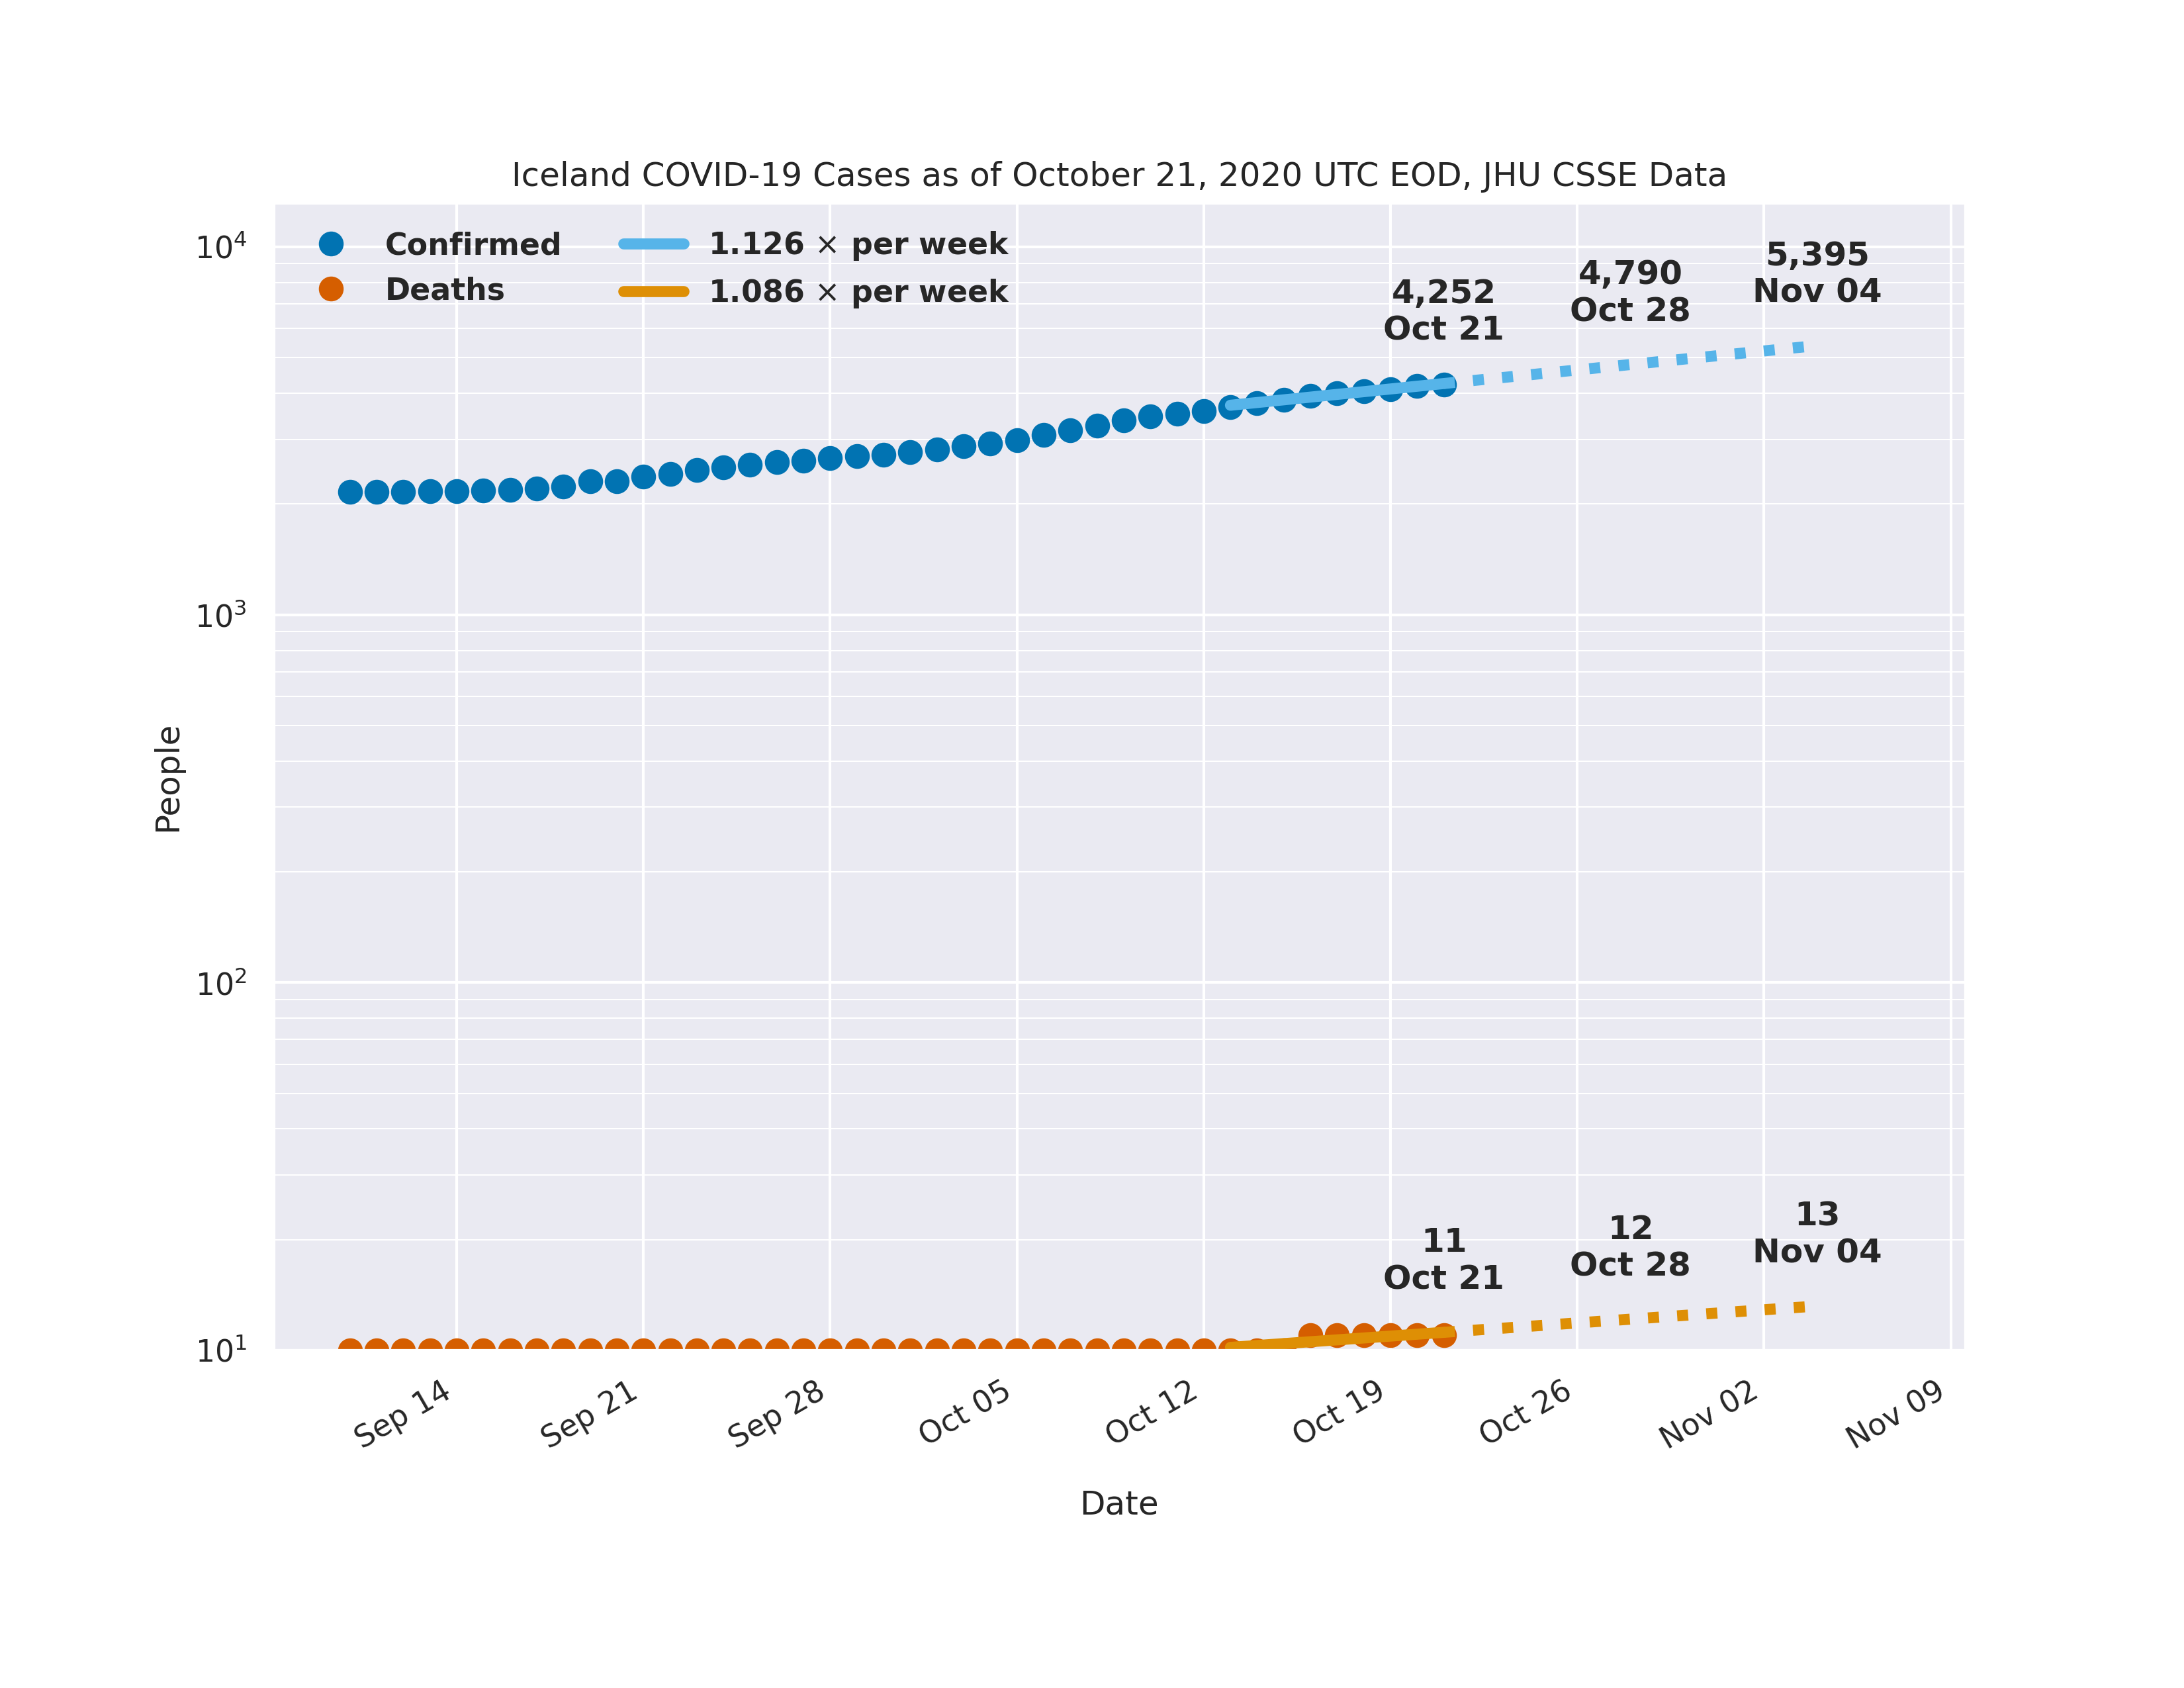 Iceland COVID-19 Cases as of October 21, 2020 UTC EOD, JHU CSSE Data
Confirmed
Deaths
1.126 × per week
1.086 × per week
4,252
Oct 21
4,790
Oct 28
5,395
Nov 04
11
Oct 21
12
Oct 28
13
Nov 04
People
10⁴
10³
10²
10¹
Sep 14
Sep 21
Sep 28
Oct 05
Oct 12
Oct 19
Oct 26
Nov 02
Nov 09
Date